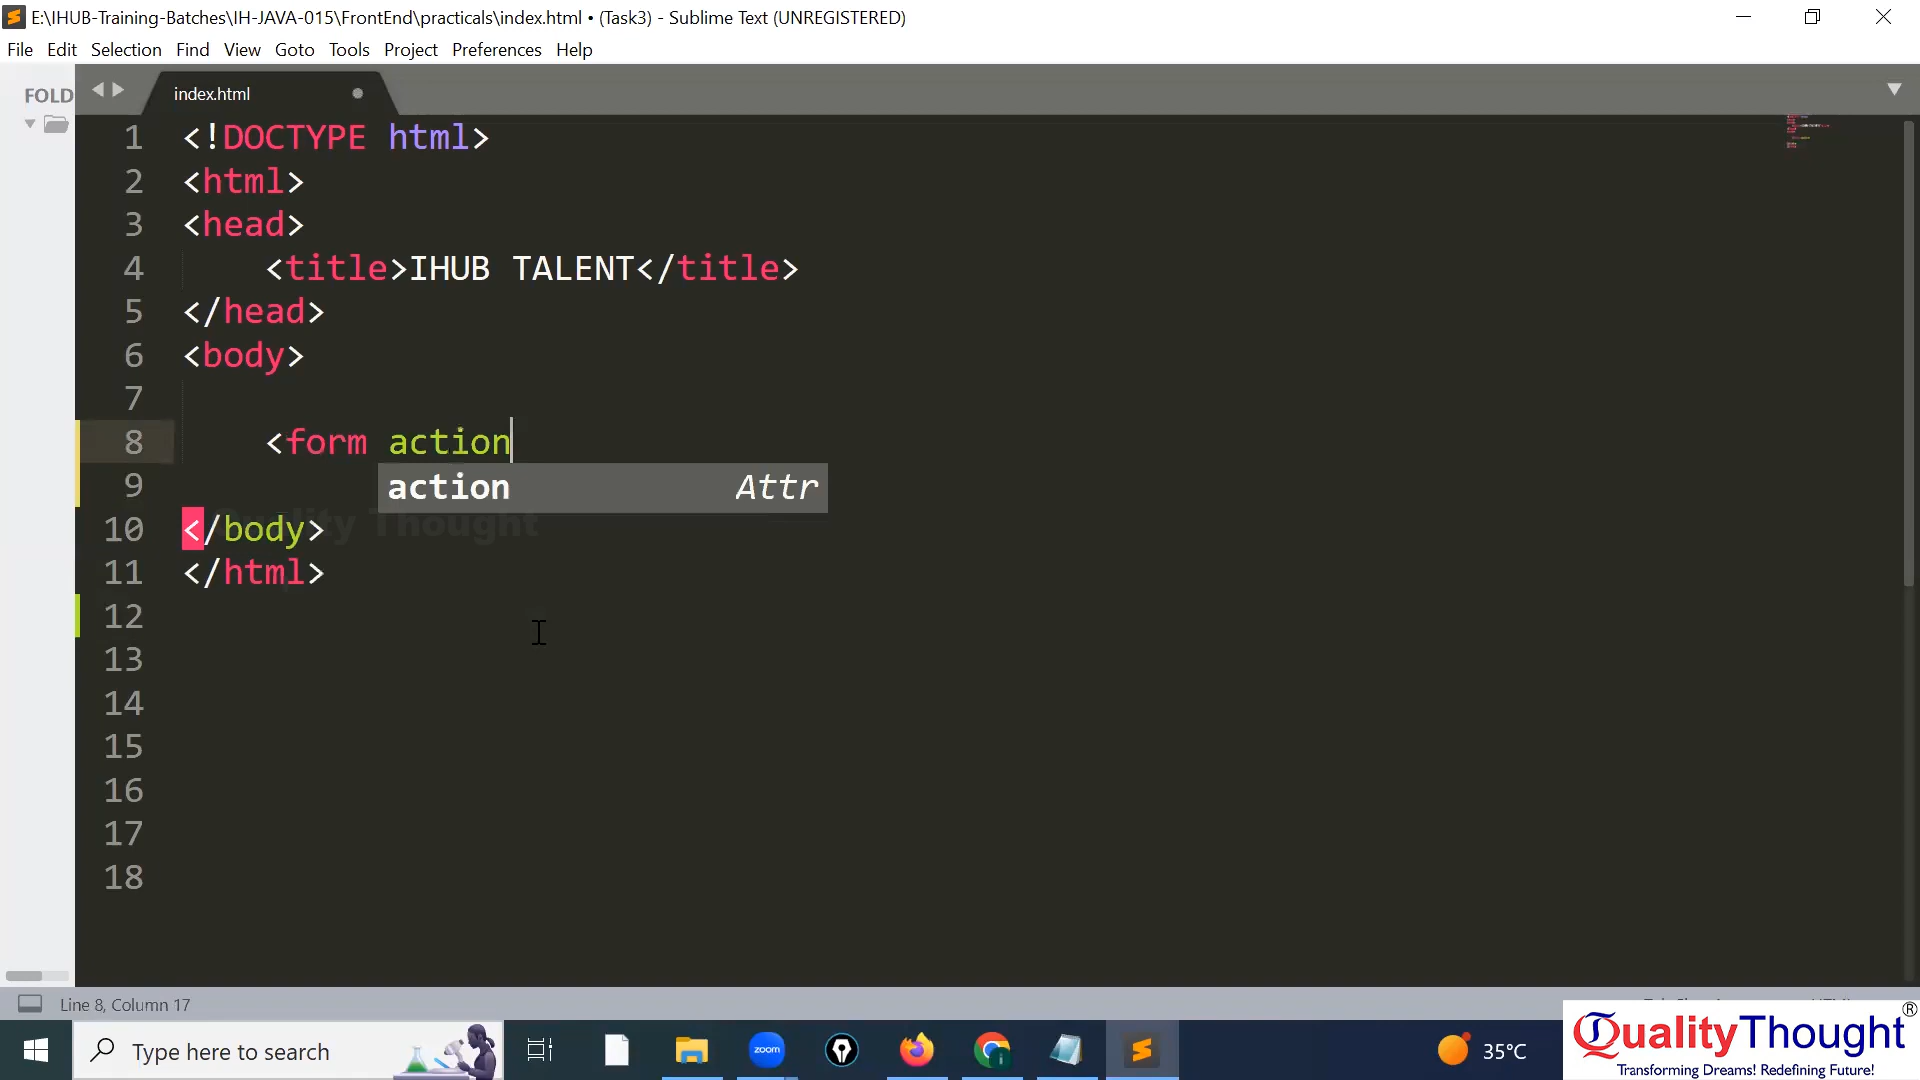 E:\IHUB-Training-Batches\IH-JAVA-015\FrontEnd\practicals\index.html • (Task3) - Sublime Text (UNREGISTERED)
File Edit Selection Find View Goto Tools Project Preferences Help
FOLD
index.html
1 <!DOCTYPE html>
2 <html>
3 <head>
4 <title>IHUB TALENT</title>
5 </head>
6 <body>
7
8 <form action
9 action Attr
Quality Thought
10 </body>
11 </html>
12
13
14
15
16
17
18
Line 8, Column 17
Type here to search
zoom
35°C
QualityThought®
Transforming Dreams! Redefining Future!